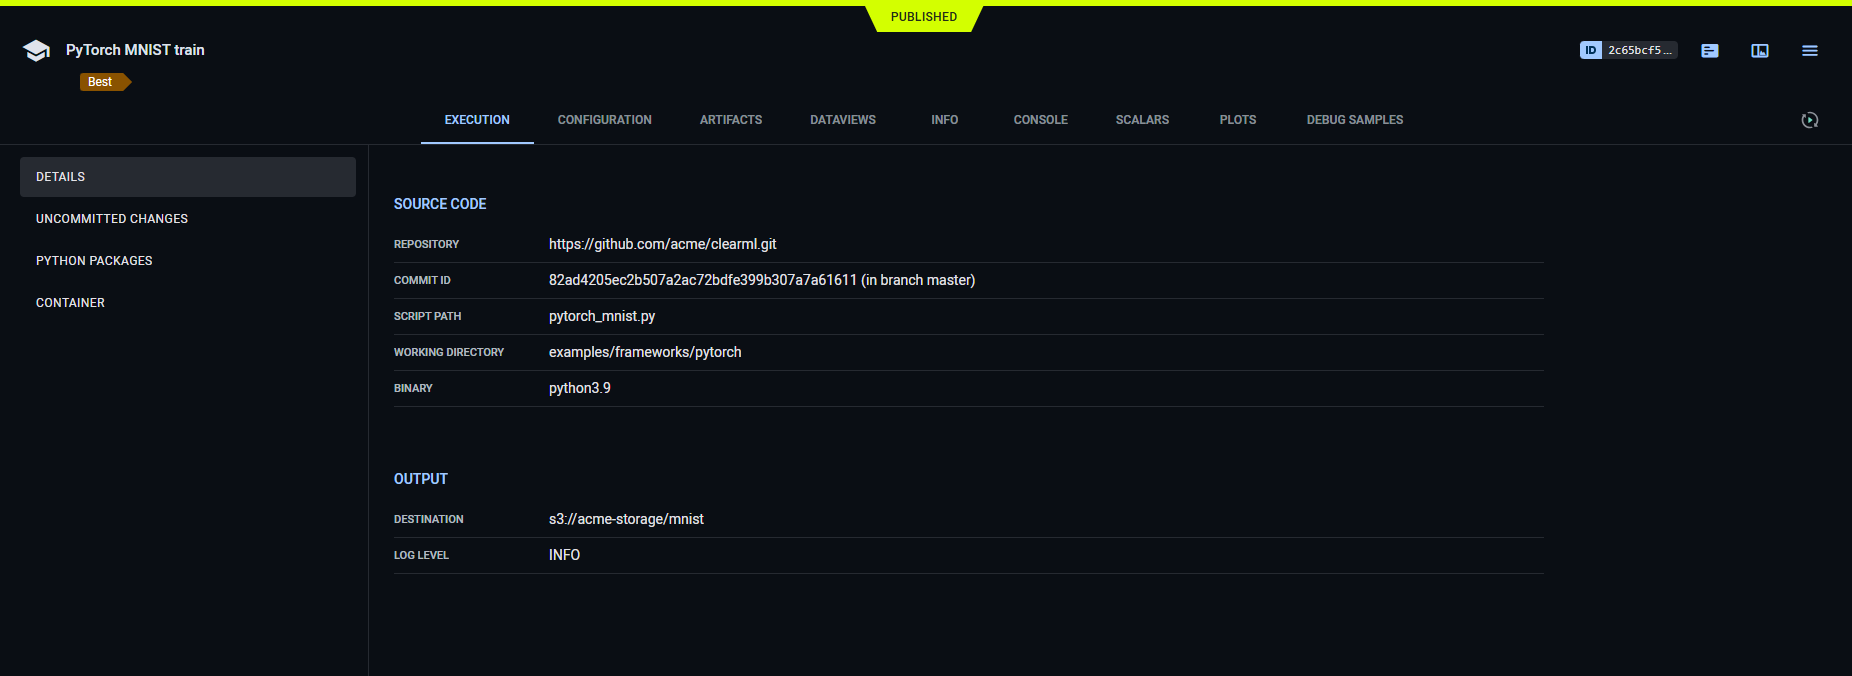 PUBLISHED
PyTorch MNIST train
ID 2c65bcf5...
Best
EXECUTION CONFIGURATION ARTIFACTS DATAVIEWS INFO CONSOLE SCALARS PLOTS DEBUG SAMPLES
DETAILS
UNCOMMITTED CHANGES
PYTHON PACKAGES
CONTAINER
SOURCE CODE
REPOSITORY https://github.com/acme/clearml.git
COMMIT ID 82ad4205ec2b507a2ac72bdfe399b307a7a61611 (in branch master)
SCRIPT PATH pytorch_mnist.py
WORKING DIRECTORY examples/frameworks/pytorch
BINARY python3.9
OUTPUT
DESTINATION s3://acme-storage/mnist
LOG LEVEL INFO